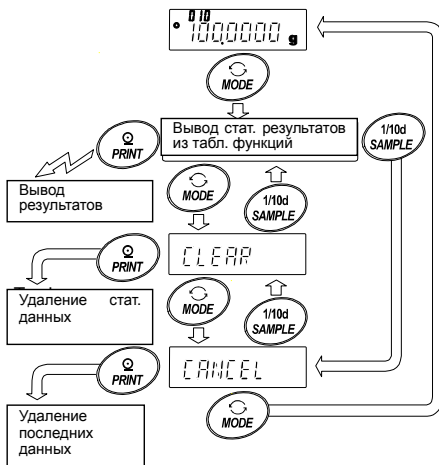 010
100.0000 g
MODE
Вывод стат. результатов
из табл. функций
PRINT
1/10d
SAMPLE
Вывод
результатов
MODE
1/10d
SAMPLE
PRINT
CLEAR
Удаление стат.
данных
MODE
1/10d
SAMPLE
PRINT
CANCEL
Удаление
последних
данных
MODE